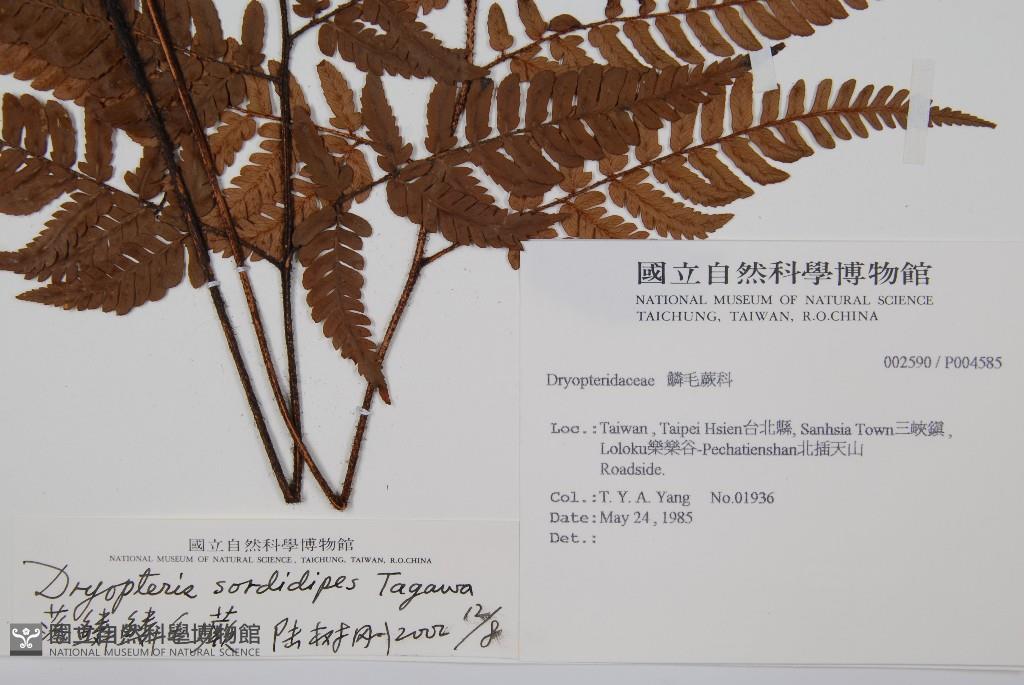 國立自然科學博物館
NATIONAL MUSEUM OF NATURAL SCIENCE
TAICHUNG, TAIWAN, R.O.CHINA
002590 / P004585
Dryopteridaceae 鱗毛蕨科
Loc.: Taiwan , Taipei Hsien台北縣, Sanhsia Town三峽鎮 ,
Loloku樂樂谷-Pechatienshan北插天山
Roadside.
Col.: T. Y. A. Yang No.01936
Date: May 24 , 1985
Det.:
國立自然科學博物館
NATIONAL MUSEUM OF NATURAL SCIENCE , TAICHUNG, TAIWAN, R.O.CHINA
Dryopteris sordidipes Tagawa
鱗毛蕨 2002 12/8
國立自然科學博物館
NATIONAL MUSEUM OF NATURAL SCIENCE